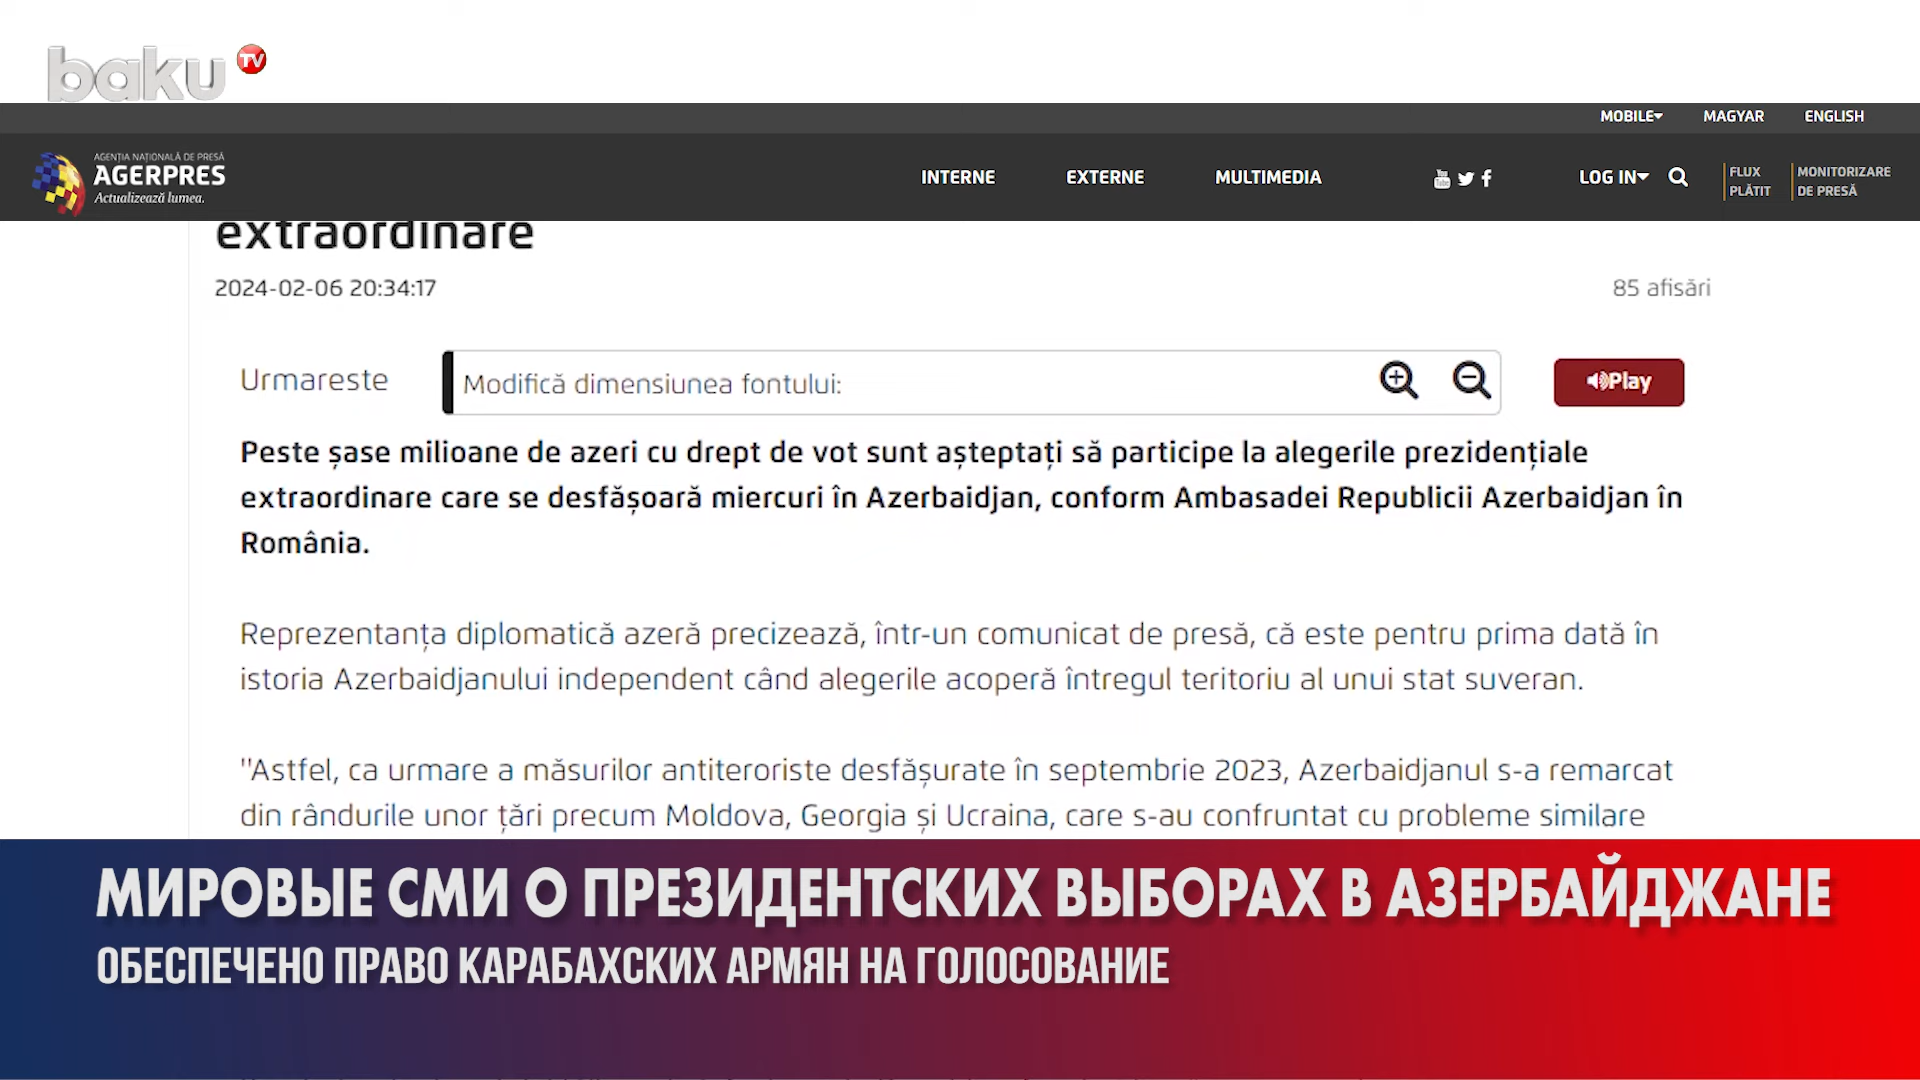 baku TV
MOBILE MAGYAR ENGLISH
AGENȚIA NAȚIONALĂ DE PRESĂ
AGERPRES
Actualizează lumea.
INTERNE EXTERNE MULTIMEDIA LOG IN FLUX PLĂTIT MONITORIZARE DE PRESĂ
extraordinare
2024-02-06 20:34:17 85 afisări
Urmareste Modifică dimensiunea fontului: Play
Peste șase milioane de azeri cu drept de vot sunt așteptați să participe la alegerile prezidențiale
extraordinare care se desfășoară miercuri în Azerbaidjan, conform Ambasadei Republicii Azerbaidjan în
România.
Reprezentanța diplomatică azeră precizează, într-un comunicat de presă, că este pentru prima dată în
istoria Azerbaidjanului independent când alegerile acoperă întregul teritoriu al unui stat suveran.
"Astfel, ca urmare a măsurilor antiteroriste desfășurate în septembrie 2023, Azerbaidjanul s-a remarcat
din rândurile unor țări precum Moldova, Georgia și Ucraina, care s-au confruntat cu probleme similare
МИРОВЫЕ СМИ О ПРЕЗИДЕНТСКИХ ВЫБОРАХ В АЗЕРБАЙДЖАНЕ
ОБЕСПЕЧЕНО ПРАВО КАРАБАХСКИХ АРМЯН НА ГОЛОСОВАНИЕ